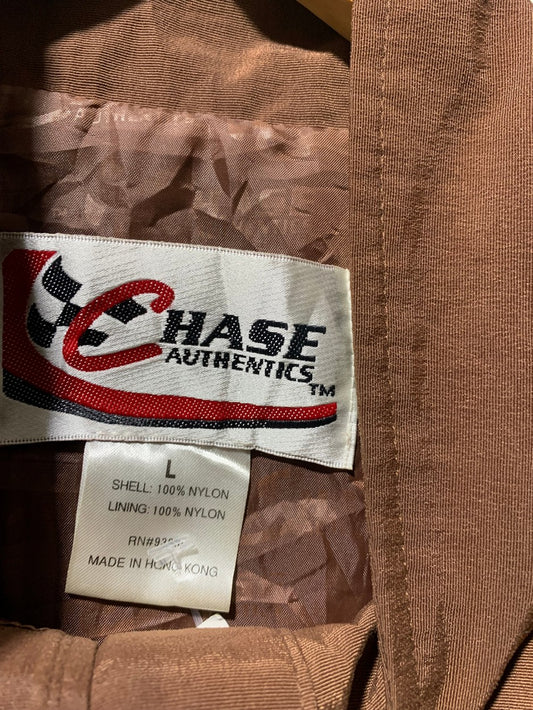 CHASE
AUTHENTICS
TM
L
SHELL: 100% NYLON
LINING: 100% NYLON
MADE IN HONG KONG